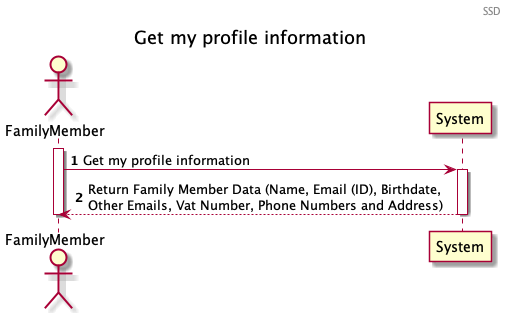 SSD
Get my profile information
FamilyMember
System
1 Get my profile information
2 Return Family Member Data (Name, Email (ID), Birthdate,
Other Emails, Vat Number, Phone Numbers and Address)
FamilyMember
System